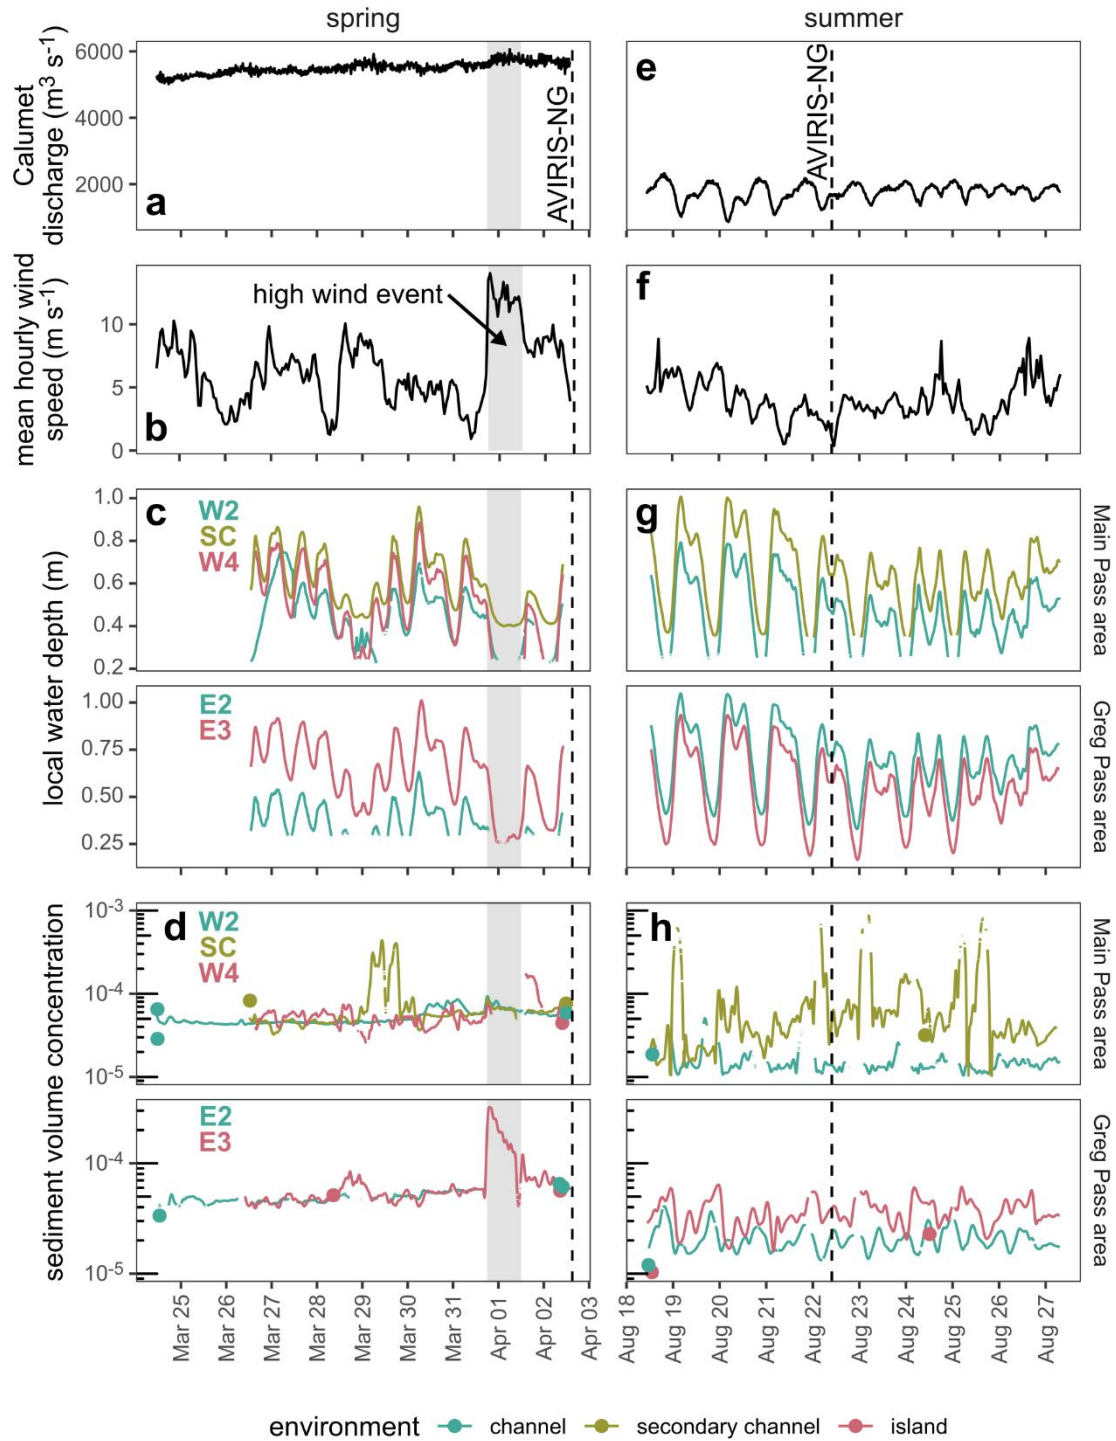 spring
summer
Calumet
discharge (m³ s⁻¹)
6000
4000
2000
a
AVIRIS-NG
e
AVIRIS-NG
mean hourly wind
speed (m s⁻¹)
10
5
0
b
high wind event
f
local water depth (m)
1.0
0.8
0.6
0.4
0.2
c
W2
SC
W4
g
Main Pass area
1.00
0.75
0.50
0.25
E2
E3
Greg Pass area
sediment volume concentration
10⁻³
10⁻⁴
10⁻⁵
d
W2
SC
W4
h
Main Pass area
10⁻⁴
10⁻⁵
E2
E3
Greg Pass area
Mar 25
Mar 26
Mar 27
Mar 28
Mar 29
Mar 30
Mar 31
Apr 01
Apr 02
Apr 03
Aug 18
Aug 19
Aug 20
Aug 21
Aug 22
Aug 23
Aug 24
Aug 25
Aug 26
Aug 27
environment channel secondary channel island